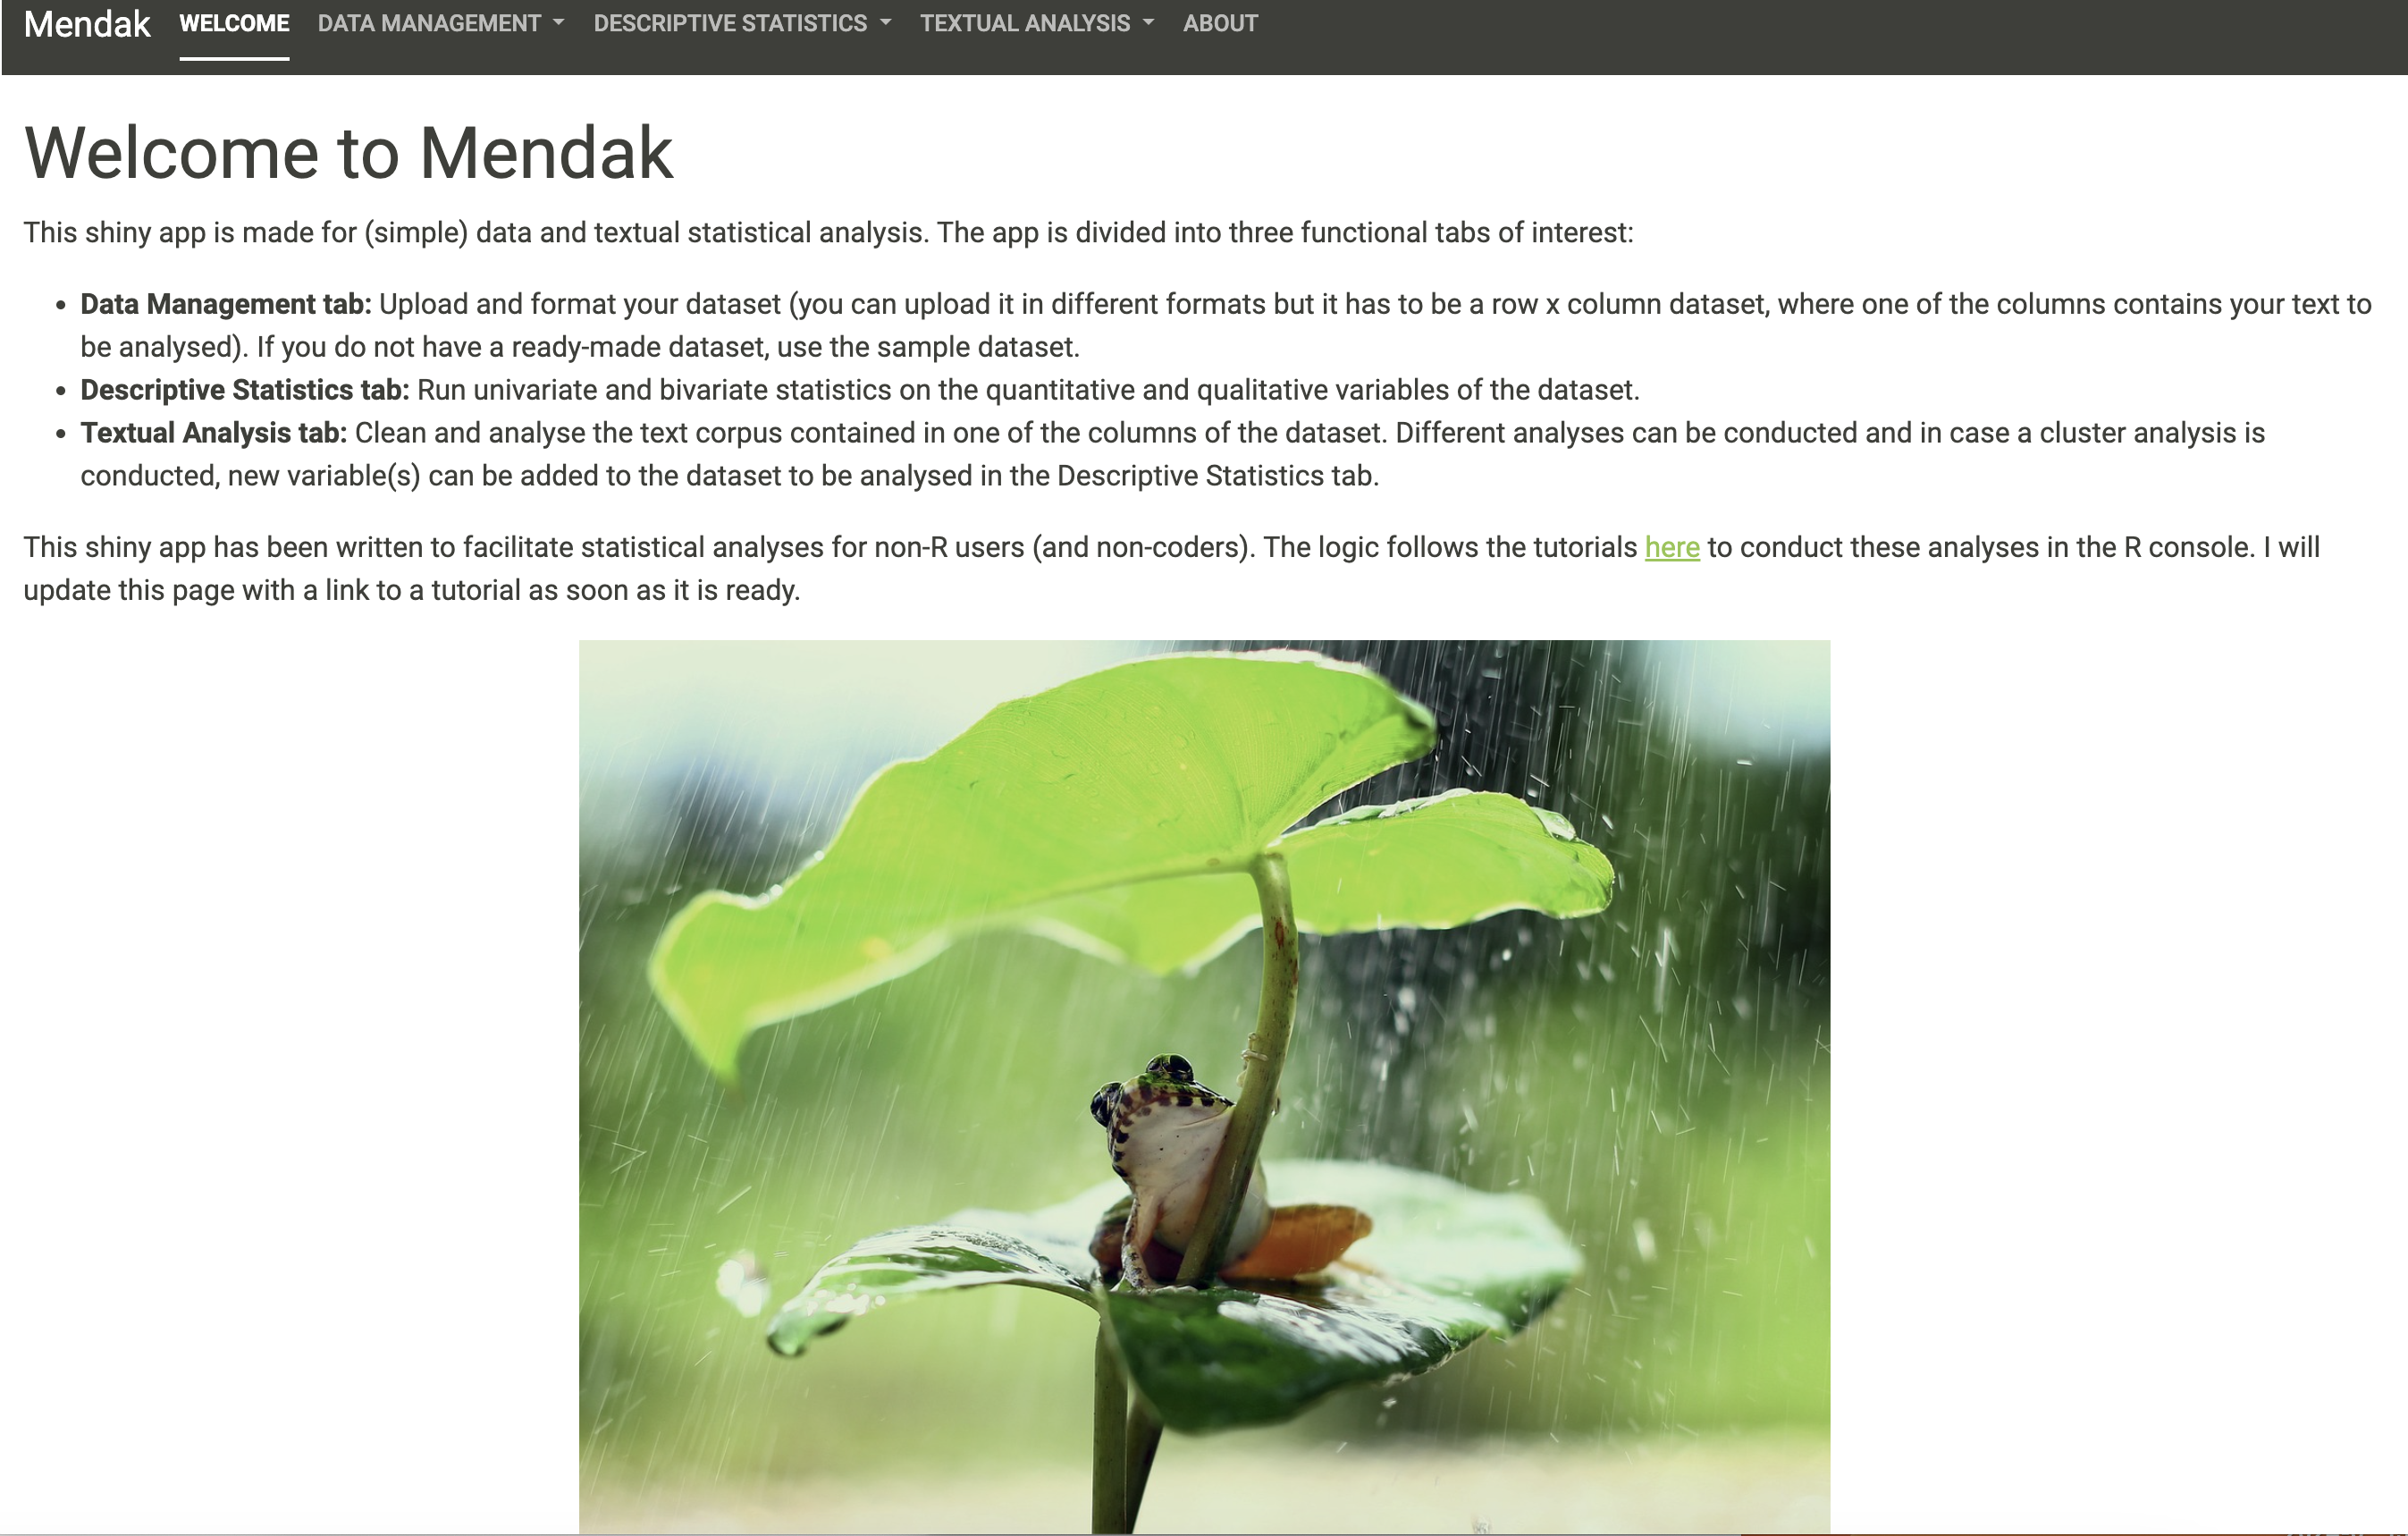 Mendak WELCOME DATA MANAGEMENT DESCRIPTIVE STATISTICS TEXTUAL ANALYSIS ABOUT
Welcome to Mendak
This shiny app is made for (simple) data and textual statistical analysis. The app is divided into three functional tabs of interest:
• Data Management tab: Upload and format your dataset (you can upload it in different formats but it has to be a row x column dataset, where one of the columns contains your text to
be analysed). If you do not have a ready-made dataset, use the sample dataset.
• Descriptive Statistics tab: Run univariate and bivariate statistics on the quantitative and qualitative variables of the dataset.
• Textual Analysis tab: Clean and analyse the text corpus contained in one of the columns of the dataset. Different analyses can be conducted and in case a cluster analysis is
conducted, new variable(s) can be added to the dataset to be analysed in the Descriptive Statistics tab.
This shiny app has been written to facilitate statistical analyses for non-R users (and non-coders). The logic follows the tutorials here to conduct these analyses in the R console. I will
update this page with a link to a tutorial as soon as it is ready.